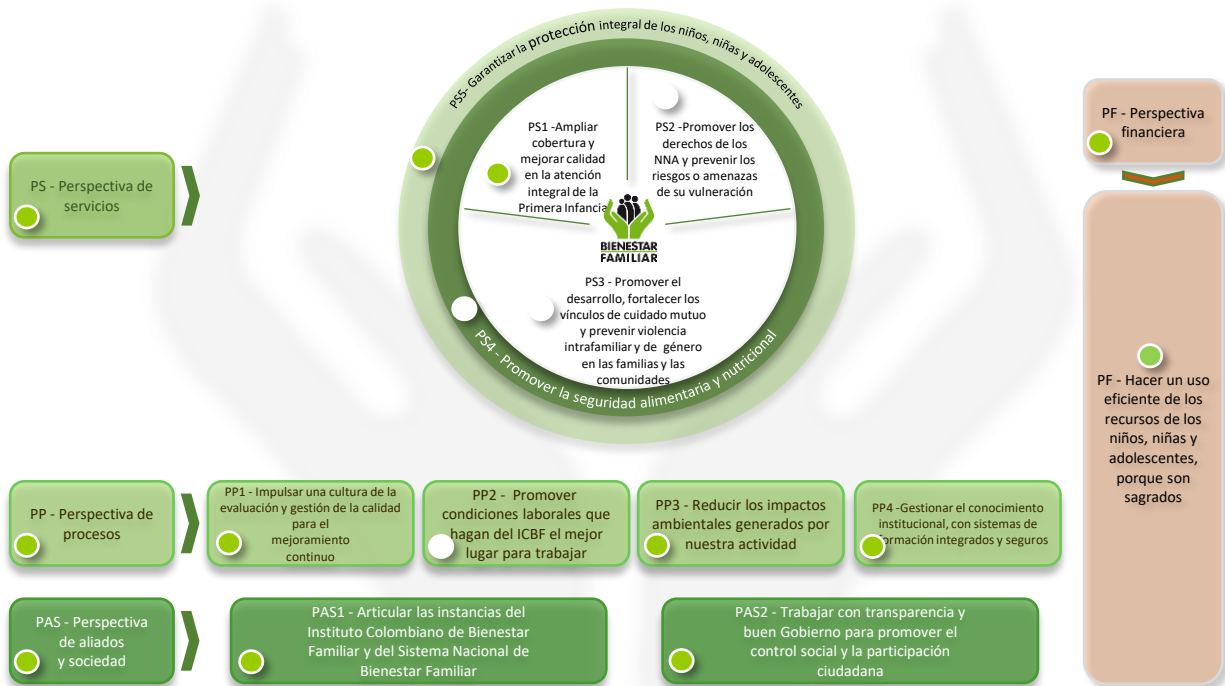 PS5- Garantizar la protección integral de los niños, niñas y adolescentes
PS1 -Ampliar
cobertura y
mejorar calidad
en la atención
integral de la
Primera Infancia
PS2 -Promover los
derechos de los
NNA y prevenir los
riesgos o amenazas
de su vulneración
BIENESTAR
FAMILIAR
PS3 - Promover el
desarrollo, fortalecer los
vínculos de cuidado mutuo
y prevenir violencia
intrafamiliar y de género
en las familias y las
comunidades
PS4 - Promover la seguridad alimentaria y nutricional
PS - Perspectiva de
servicios
PF - Perspectiva
financiera
PF - Hacer un uso
eficiente de los
recursos de los
niños, niñas y
adolescentes,
porque son
sagrados
PP - Perspectiva de
procesos
PP1 - Impulsar una cultura de la
evaluación y gestión de la calidad
para el
mejoramiento
continuo
PP2 - Promover
condiciones laborales que
hagan del ICBF el mejor
lugar para trabajar
PP3 - Reducir los impactos
ambientales generados por
nuestra actividad
PP4 -Gestionar el conocimiento
institucional, con sistemas de
formación integrados y seguros
PAS - Perspectiva
de aliados
y sociedad
PAS1 - Articular las instancias del
Instituto Colombiano de Bienestar
Familiar y del Sistema Nacional de
Bienestar Familiar
PAS2 - Trabajar con transparencia y
buen Gobierno para promover el
control social y la participación
ciudadana